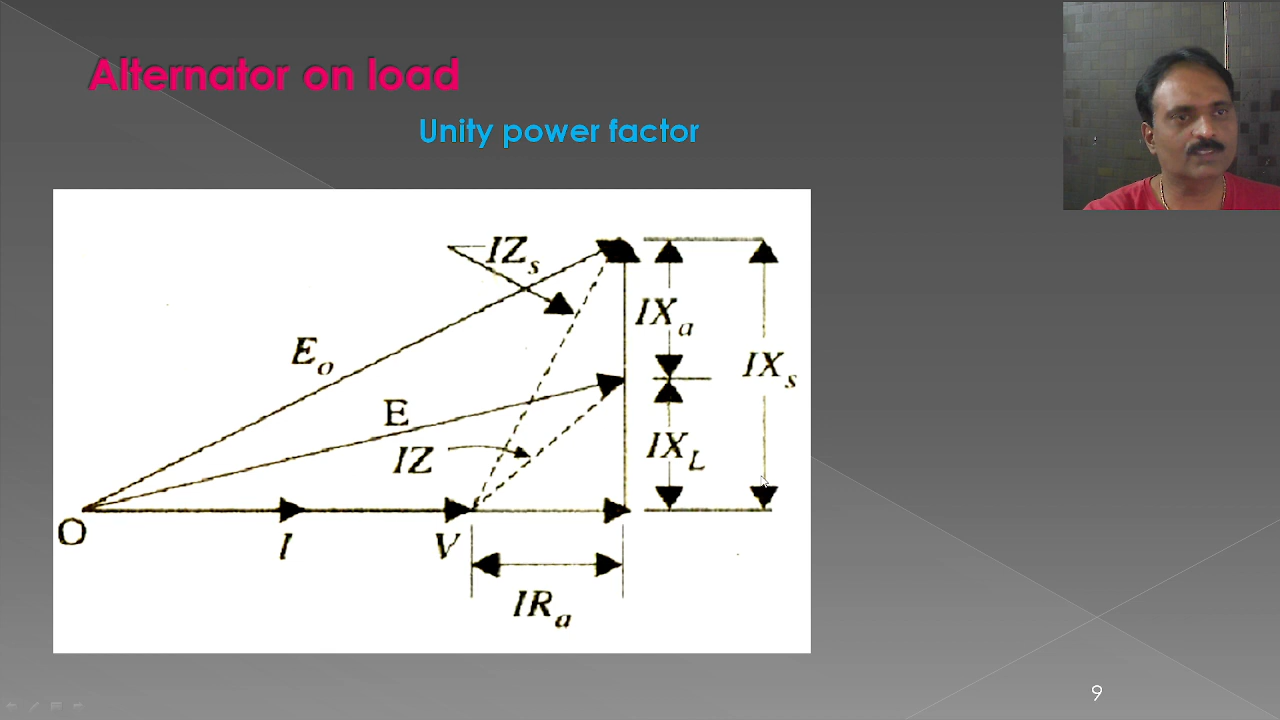 Alternator on load
Unity power factor
IZs
IXa
Eo
IXs
E
IZ
IXL
O
I
V
IRa
9